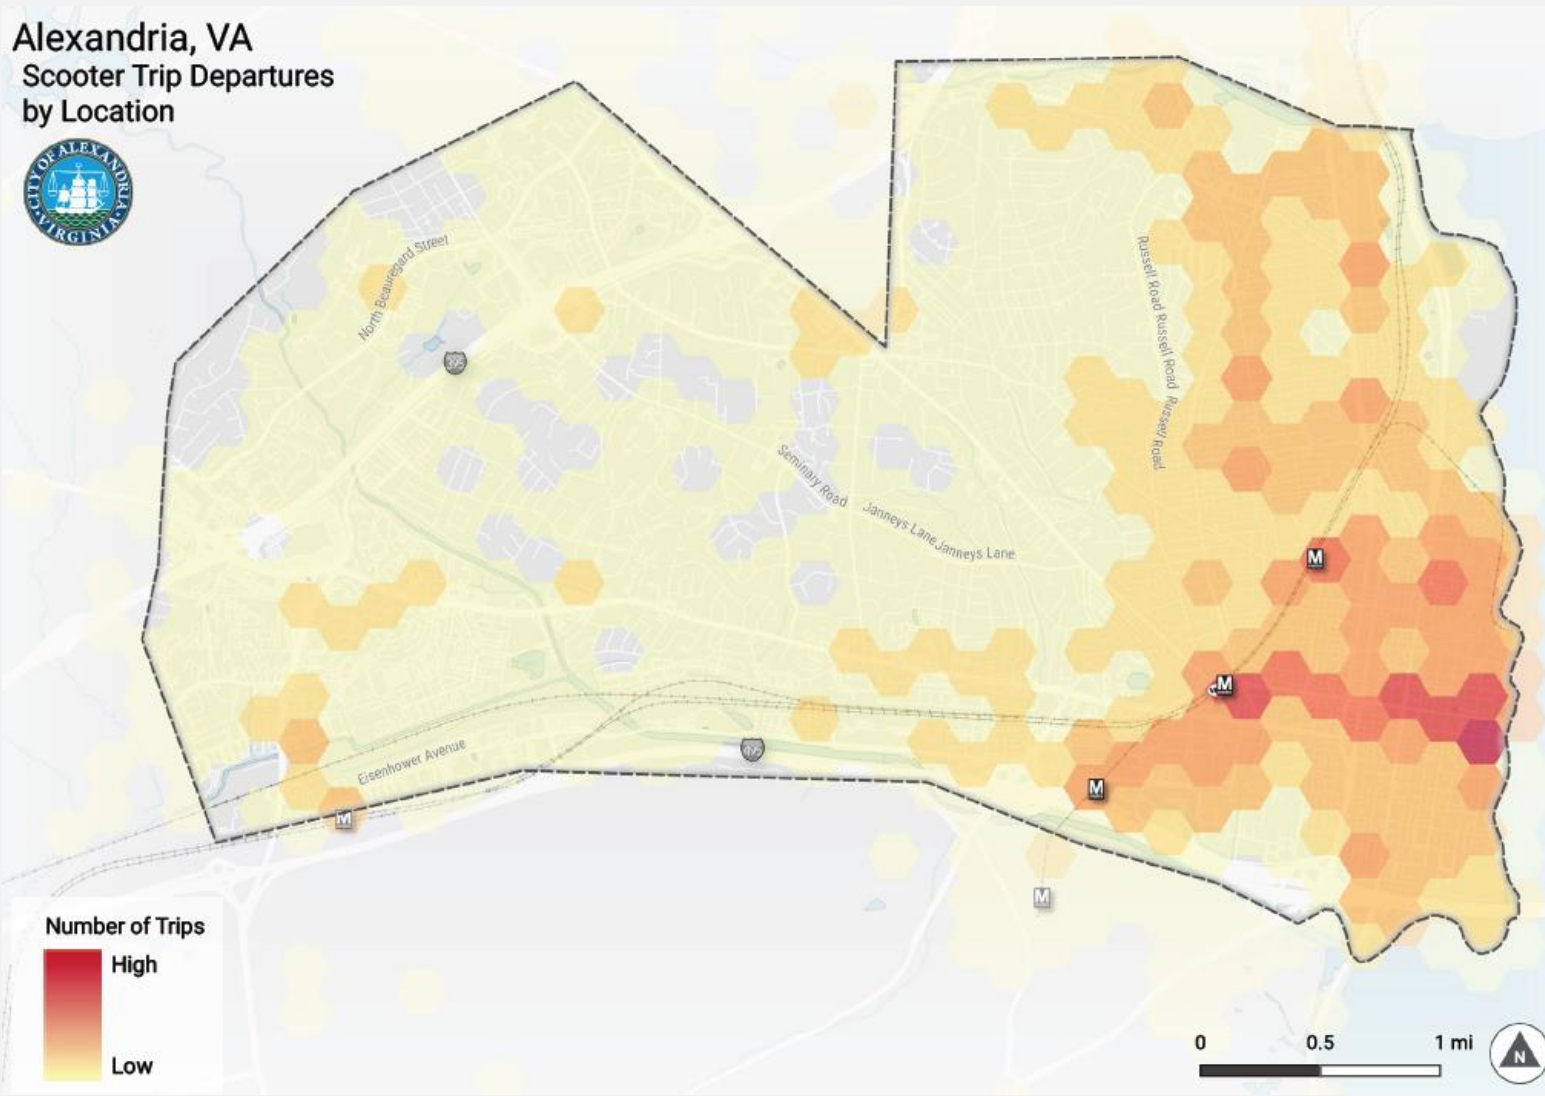 Alexandria, VA
Scooter Trip Departures
by Location
CITY OF ALEXANDRIA
VIRGINIA
North Beauregard Street
395
Russell Road Russell Road Russell Road
Seminary Road
Janneys Lane Janneys Lane
M
M
Eisenhower Avenue
495
M
M
M
Number of Trips
High
Low
0 0.5 1 mi
N